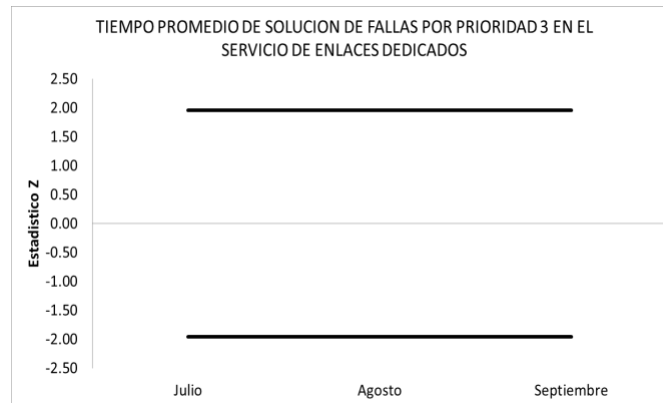 TIEMPO PROMEDIO DE SOLUCION DE FALLAS POR PRIORIDAD 3 EN EL
SERVICIO DE ENLACES DEDICADOS
Estadistico Z
2.50
2.00
1.50
1.00
0.50
0.00
-0.50
-1.00
-1.50
-2.00
-2.50
Julio
Agosto
Septiembre